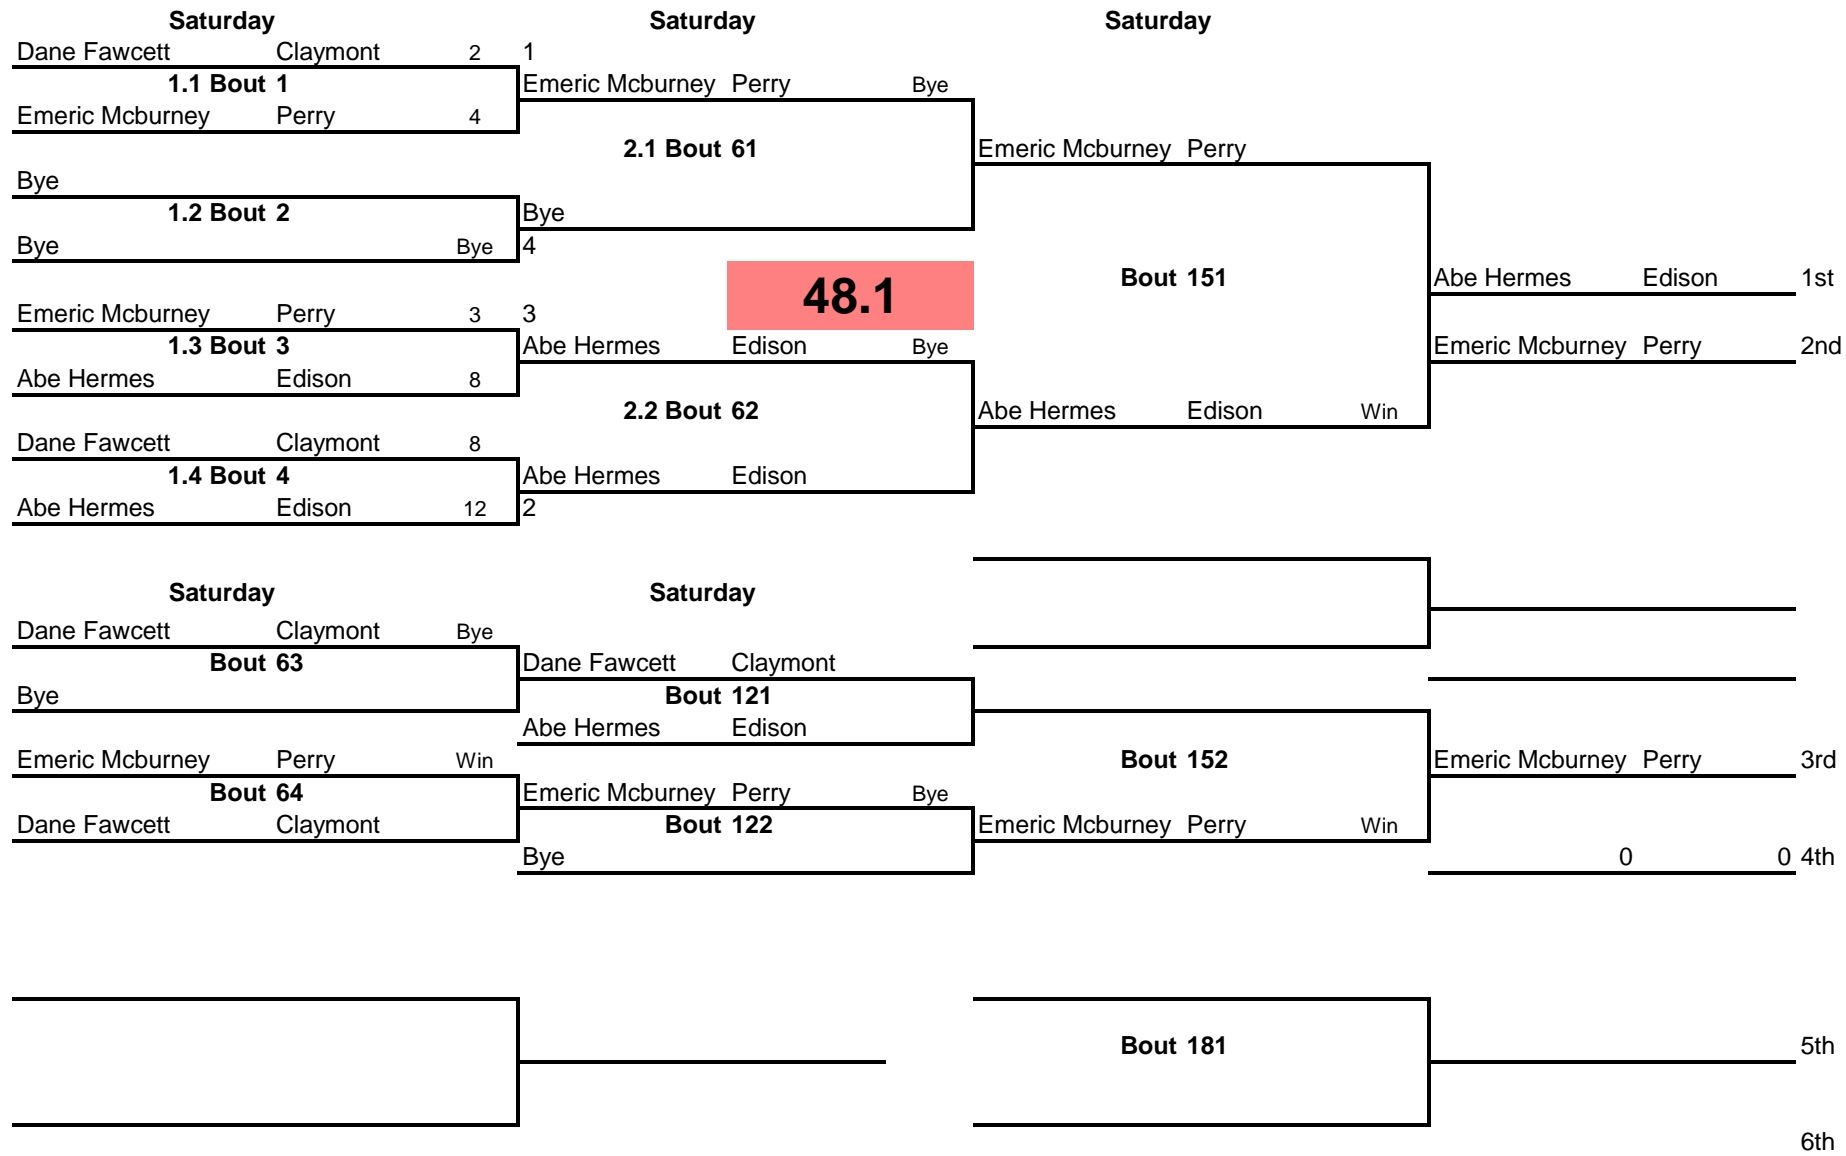 Saturday Saturday Saturday
Dane Fawcett Claymont 2 1
1.1 Bout 1 Emeric Mcburney Perry Bye
Emeric Mcburney Perry 4
2.1 Bout 61 Emeric Mcburney Perry
Bye
1.2 Bout 2 Bye
Bye Bye 4
48.1 Bout 151 Abe Hermes Edison 1st
Emeric Mcburney Perry 3 3
1.3 Bout 3 Abe Hermes Edison Bye Emeric Mcburney Perry 2nd
Abe Hermes Edison 8
2.2 Bout 62 Abe Hermes Edison Win
Dane Fawcett Claymont 8
1.4 Bout 4 Abe Hermes Edison
Abe Hermes Edison 12 2
Saturday Saturday
Dane Fawcett Claymont Bye
Bout 63 Dane Fawcett Claymont
Bye Bout 121
Abe Hermes Edison
Emeric Mcburney Perry Win Bout 152 Emeric Mcburney Perry 3rd
Bout 64 Emeric Mcburney Perry Bye
Dane Fawcett Claymont Bout 122 Emeric Mcburney Perry Win
Bye 0 0 4th
Bout 181 5th
6th